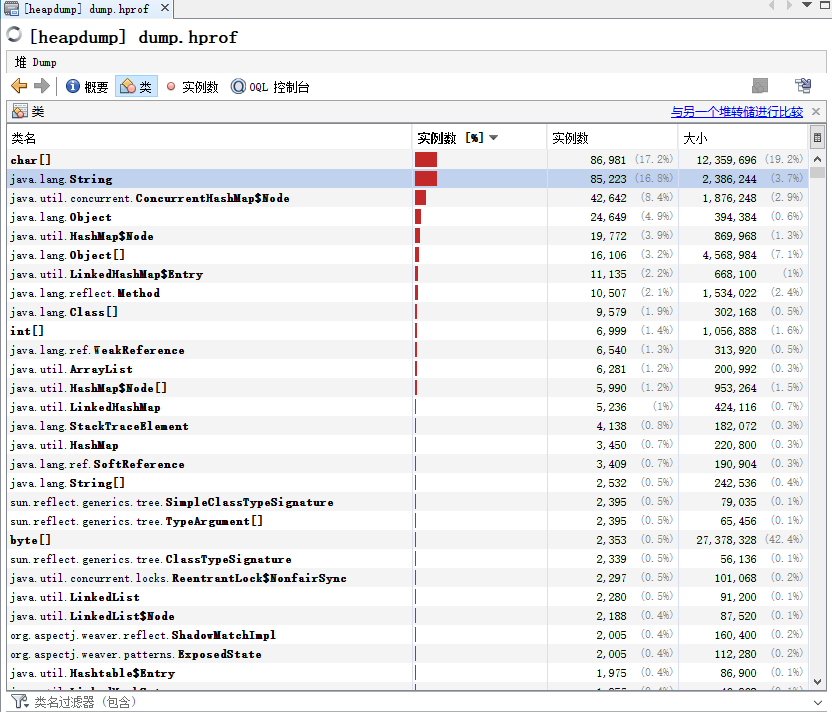 [heapdump] dump.hprof
[heapdump] dump.hprof
堆 Dump
概要 类 实例数 OQL 控制台
类 与另一个堆转储进行比较
类名 实例数 [%] 实例数 大小
char[] 86,981 (17.2%) 12,359,696 (19.2%)
java.lang.String 85,223 (16.8%) 2,386,244 (3.7%)
java.util.concurrent.ConcurrentHashMap$Node 42,642 (8.4%) 1,876,248 (2.9%)
java.lang.Object 24,649 (4.9%) 394,384 (0.6%)
java.util.HashMap$Node 19,772 (3.9%) 869,968 (1.3%)
java.lang.Object[] 16,106 (3.2%) 4,568,984 (7.1%)
java.util.LinkedHashMap$Entry 11,135 (2.2%) 668,100 (1%)
java.lang.reflect.Method 10,507 (2.1%) 1,534,022 (2.4%)
java.lang.Class[] 9,579 (1.9%) 302,168 (0.5%)
int[] 6,999 (1.4%) 1,056,888 (1.6%)
java.lang.ref.WeakReference 6,540 (1.3%) 313,920 (0.5%)
java.util.ArrayList 6,281 (1.2%) 200,992 (0.3%)
java.util.HashMap$Node[] 5,990 (1.2%) 953,264 (1.5%)
java.util.LinkedHashMap 5,236 (1%) 424,116 (0.7%)
java.lang.StackTraceElement 4,138 (0.8%) 182,072 (0.3%)
java.util.HashMap 3,450 (0.7%) 220,800 (0.3%)
java.lang.ref.SoftReference 3,409 (0.7%) 190,904 (0.3%)
java.lang.String[] 2,532 (0.5%) 242,536 (0.4%)
sun.reflect.generics.tree.SimpleClassTypeSignature 2,395 (0.5%) 79,035 (0.1%)
sun.reflect.generics.tree.TypeArgument[] 2,395 (0.5%) 65,456 (0.1%)
byte[] 2,353 (0.5%) 27,378,328 (42.4%)
sun.reflect.generics.tree.ClassTypeSignature 2,339 (0.5%) 56,136 (0.1%)
java.util.concurrent.locks.ReentrantLock$NonfairSync 2,297 (0.5%) 101,068 (0.2%)
java.util.LinkedList 2,280 (0.5%) 91,200 (0.1%)
java.util.LinkedList$Node 2,188 (0.4%) 87,520 (0.1%)
org.aspectj.weaver.reflect.ShadowMatchImpl 2,005 (0.4%) 160,400 (0.2%)
org.aspectj.weaver.patterns.ExposedState 2,005 (0.4%) 112,280 (0.2%)
java.util.Hashtable$Entry 1,975 (0.4%) 86,900 (0.1%)
类名过滤器 (包含)